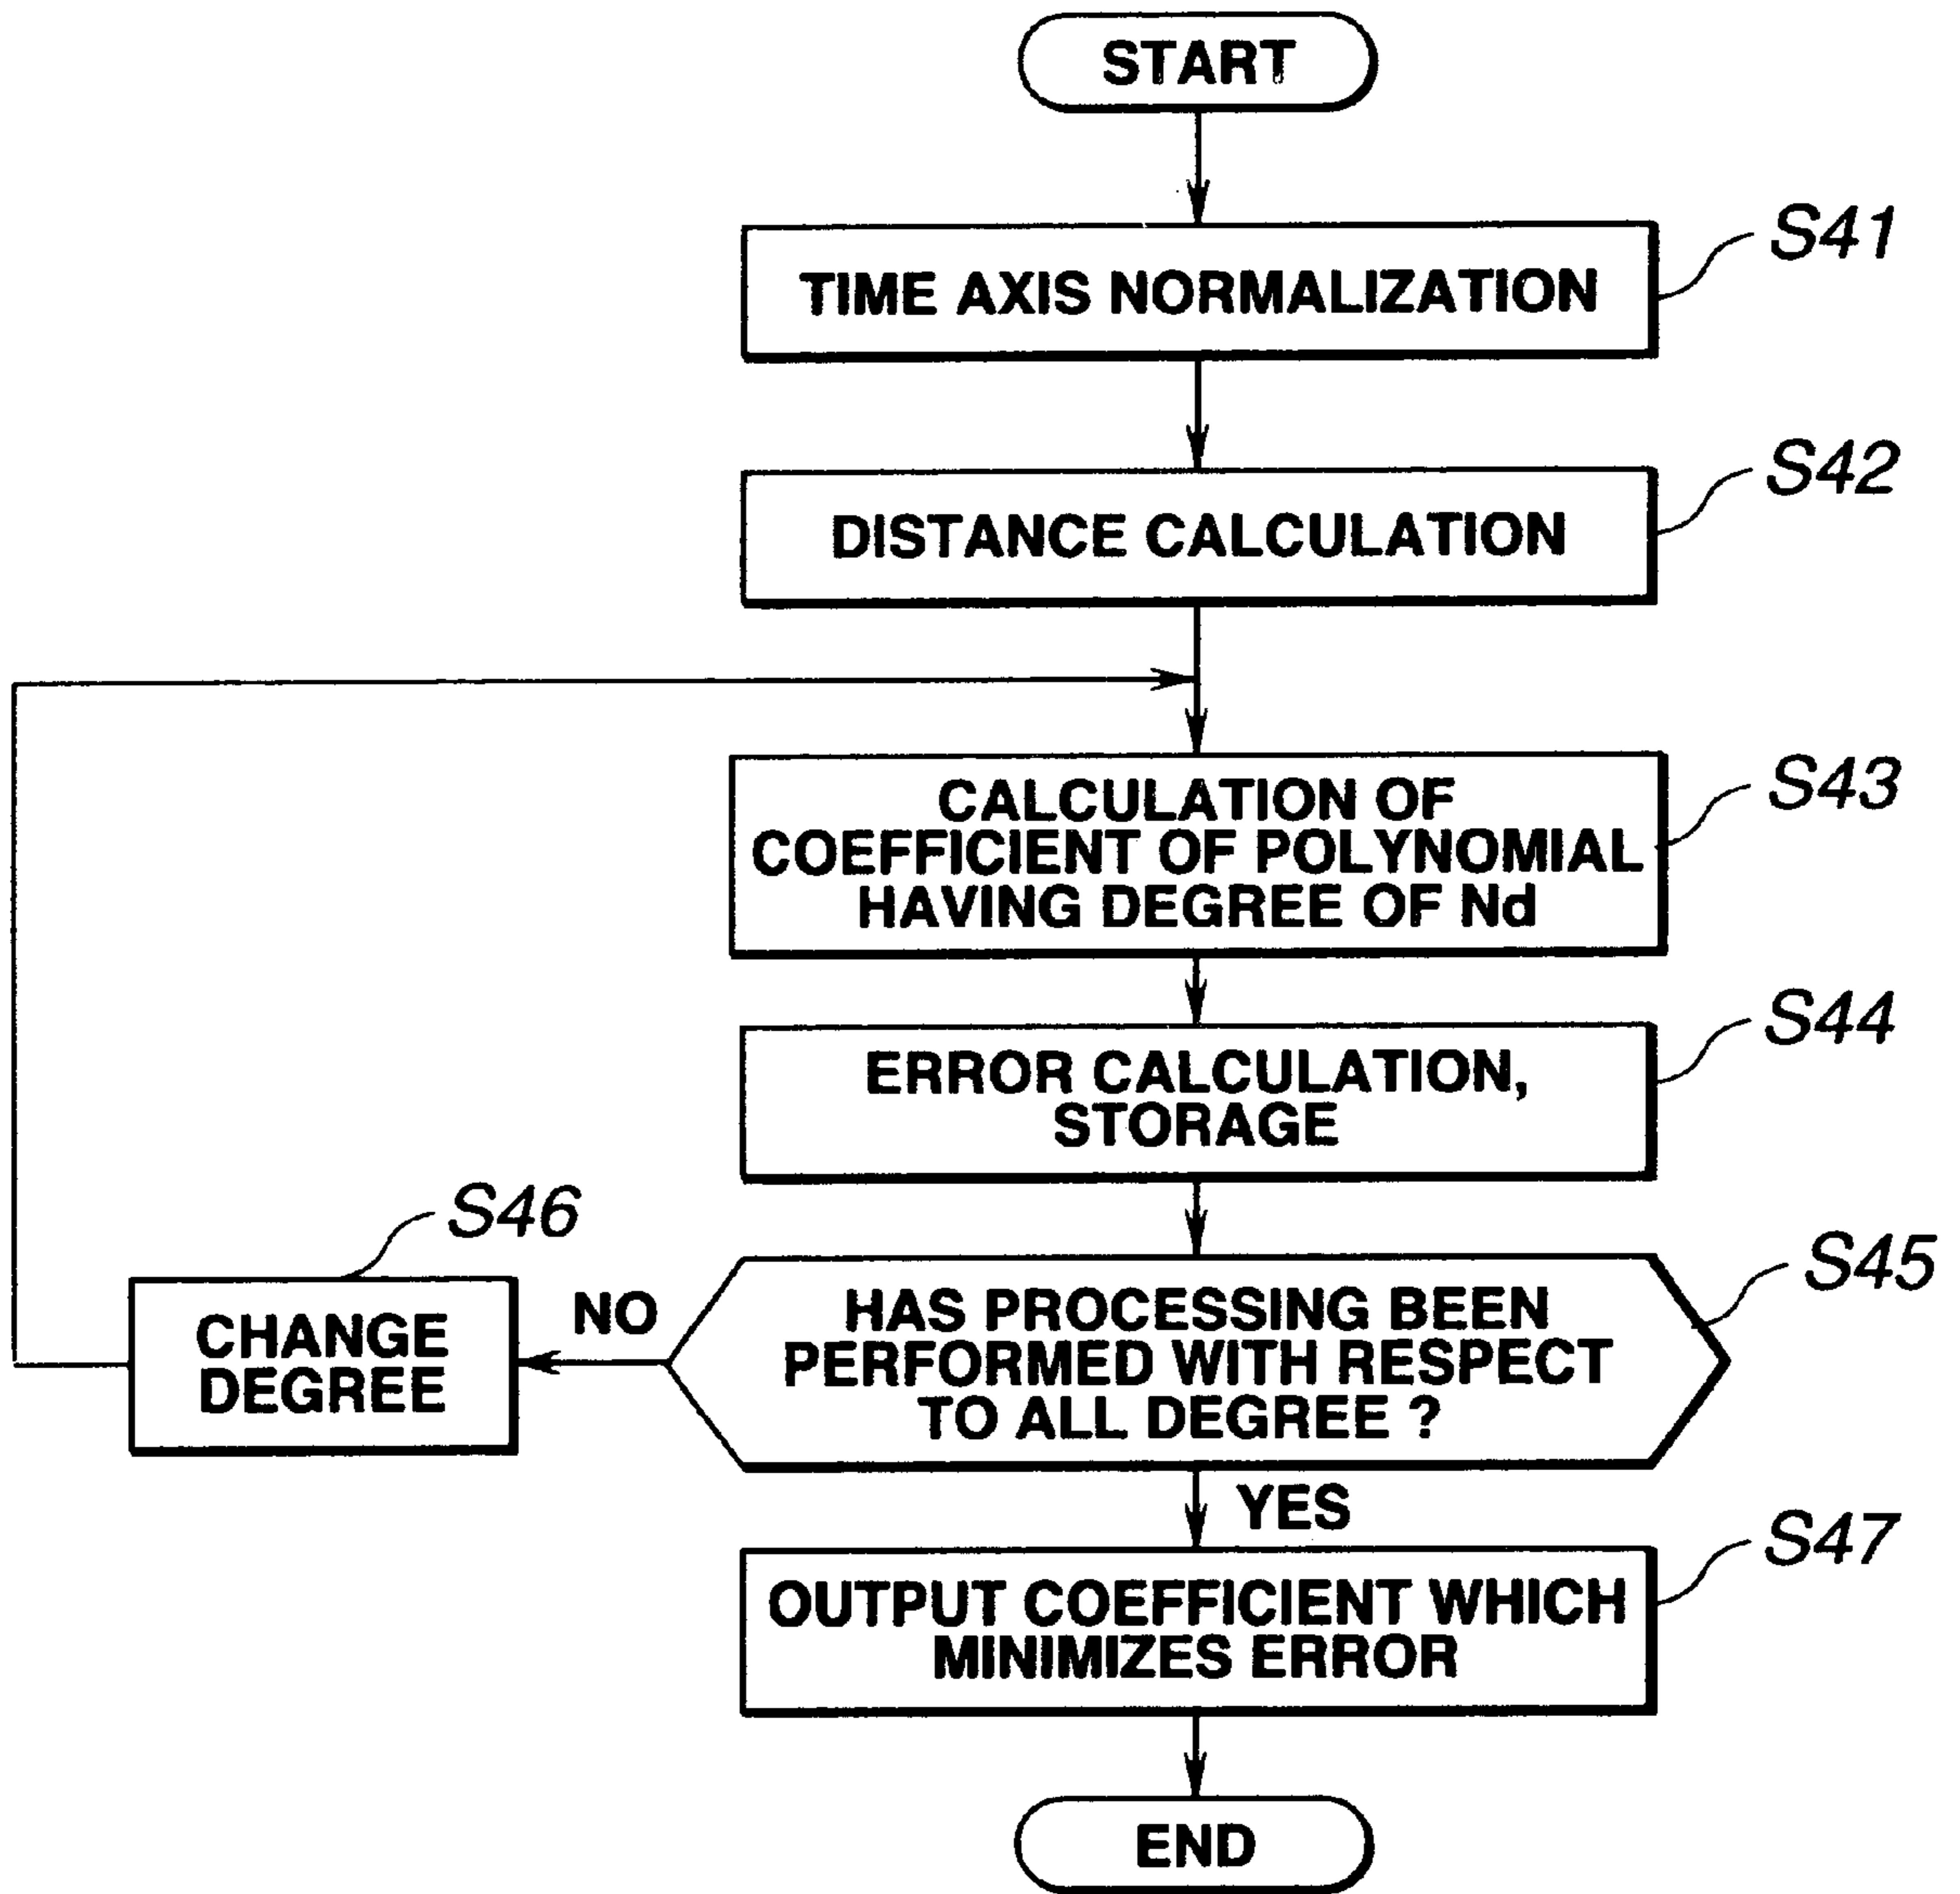 START
S41
TIME AXIS NORMALIZATION
S42
DISTANCE CALCULATION
S43
CALCULATION OF
COEFFICIENT OF POLYNOMIAL
HAVING DEGREE OF Nd
S44
ERROR CALCULATION,
STORAGE
S46
S45
CHANGE
DEGREE
NO
HAS PROCESSING BEEN
PERFORMED WITH RESPECT
TO ALL DEGREE ?
YES
S47
OUTPUT COEFFICIENT WHICH
MINIMIZES ERROR
END